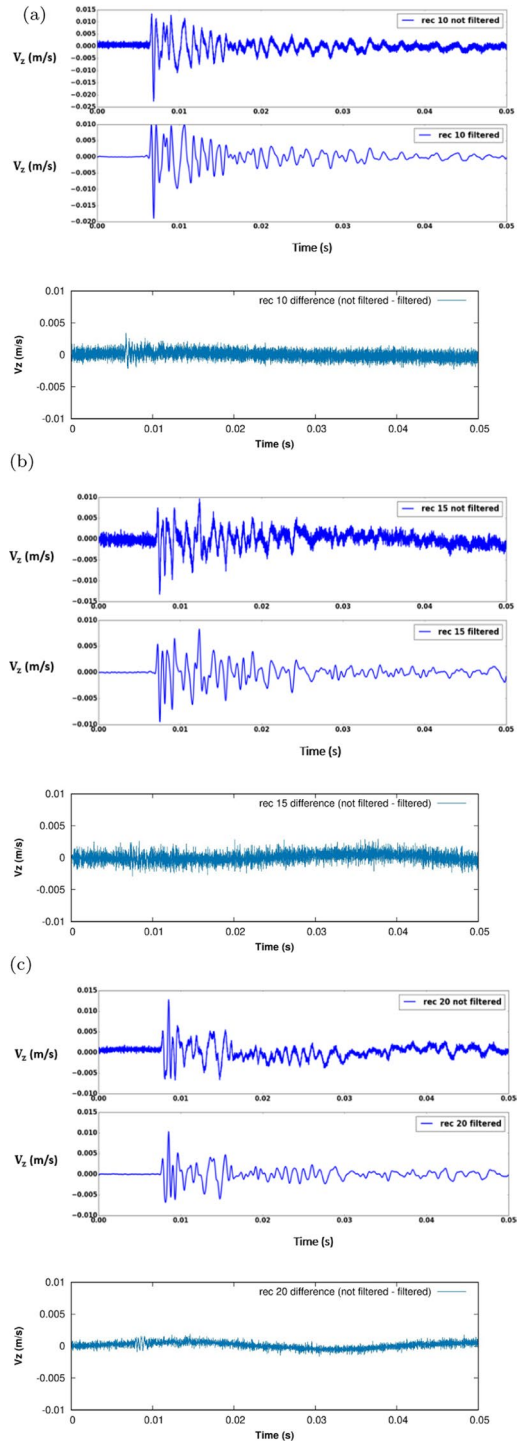 (a)
0.015
0.010
0.005
0.000
−0.005
−0.010
−0.015
−0.020
−0.025
V_z (m/s)
rec 10 not filtered
0.00 0.01 0.02 0.03 0.04 0.05
0.010
0.005
0.000
−0.005
−0.010
−0.015
−0.020
V_z (m/s)
rec 10 filtered
0.00 0.01 0.02 0.03 0.04 0.05
Time (s)
0.01
0.005
0
-0.005
-0.01
Vz (m/s)
rec 10 difference (not filtered - filtered)
0 0.01 0.02 0.03 0.04 0.05
Time (s)
(b)
0.010
0.005
0.000
−0.005
−0.010
−0.015
V_z (m/s)
rec 15 not filtered
0.00 0.01 0.02 0.03 0.04 0.05
0.010
0.005
0.000
−0.005
−0.010
V_z (m/s)
rec 15 filtered
0.00 0.01 0.02 0.03 0.04 0.05
Time (s)
0.01
0.005
0
-0.005
-0.01
Vz (m/s)
rec 15 difference (not filtered - filtered)
0 0.01 0.02 0.03 0.04 0.05
Time (s)
(c)
0.015
0.010
0.005
0.000
−0.005
−0.010
V_z (m/s)
rec 20 not filtered
0.00 0.01 0.02 0.03 0.04 0.05
0.015
0.010
0.005
0.000
−0.005
−0.010
V_z (m/s)
rec 20 filtered
0.00 0.01 0.02 0.03 0.04 0.05
Time (s)
0.01
0.005
0
-0.005
-0.01
Vz (m/s)
rec 20 difference (not filtered - filtered)
0 0.01 0.02 0.03 0.04 0.05
Time (s)